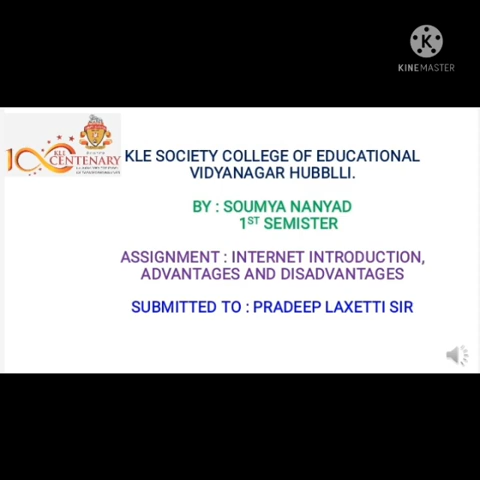 K
KINEMASTER
100
KLE
CENTENARY
KLE SOCIETY COLLEGE OF EDUCATIONAL
VIDYANAGAR HUBBLLI.
BY : SOUMYA NANYAD
1ST SEMISTER
ASSIGNMENT : INTERNET INTRODUCTION,
ADVANTAGES AND DISADVANTAGES
SUBMITTED TO : PRADEEP LAXETTI SIR